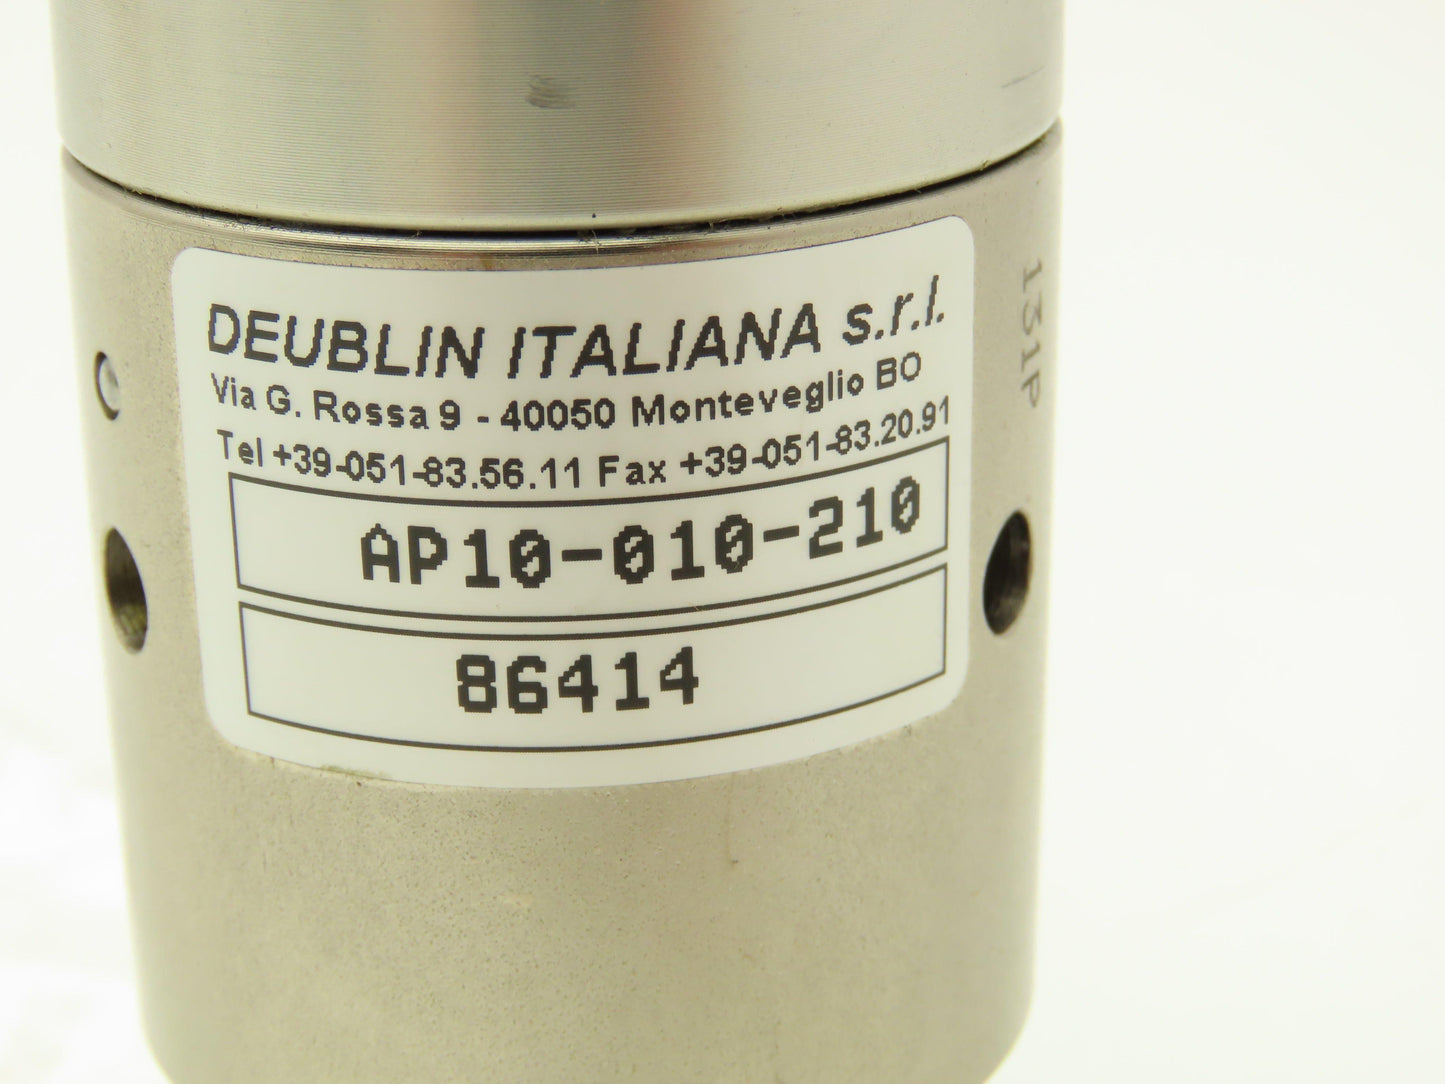 DEUBLIN ITALIANA s.r.l.
Via G. Rossa 9 - 40050 Monteveglio BO
Tel +39-051-83.56.11 Fax +39-051-83.20.91
AP10-010-210
86414
131P